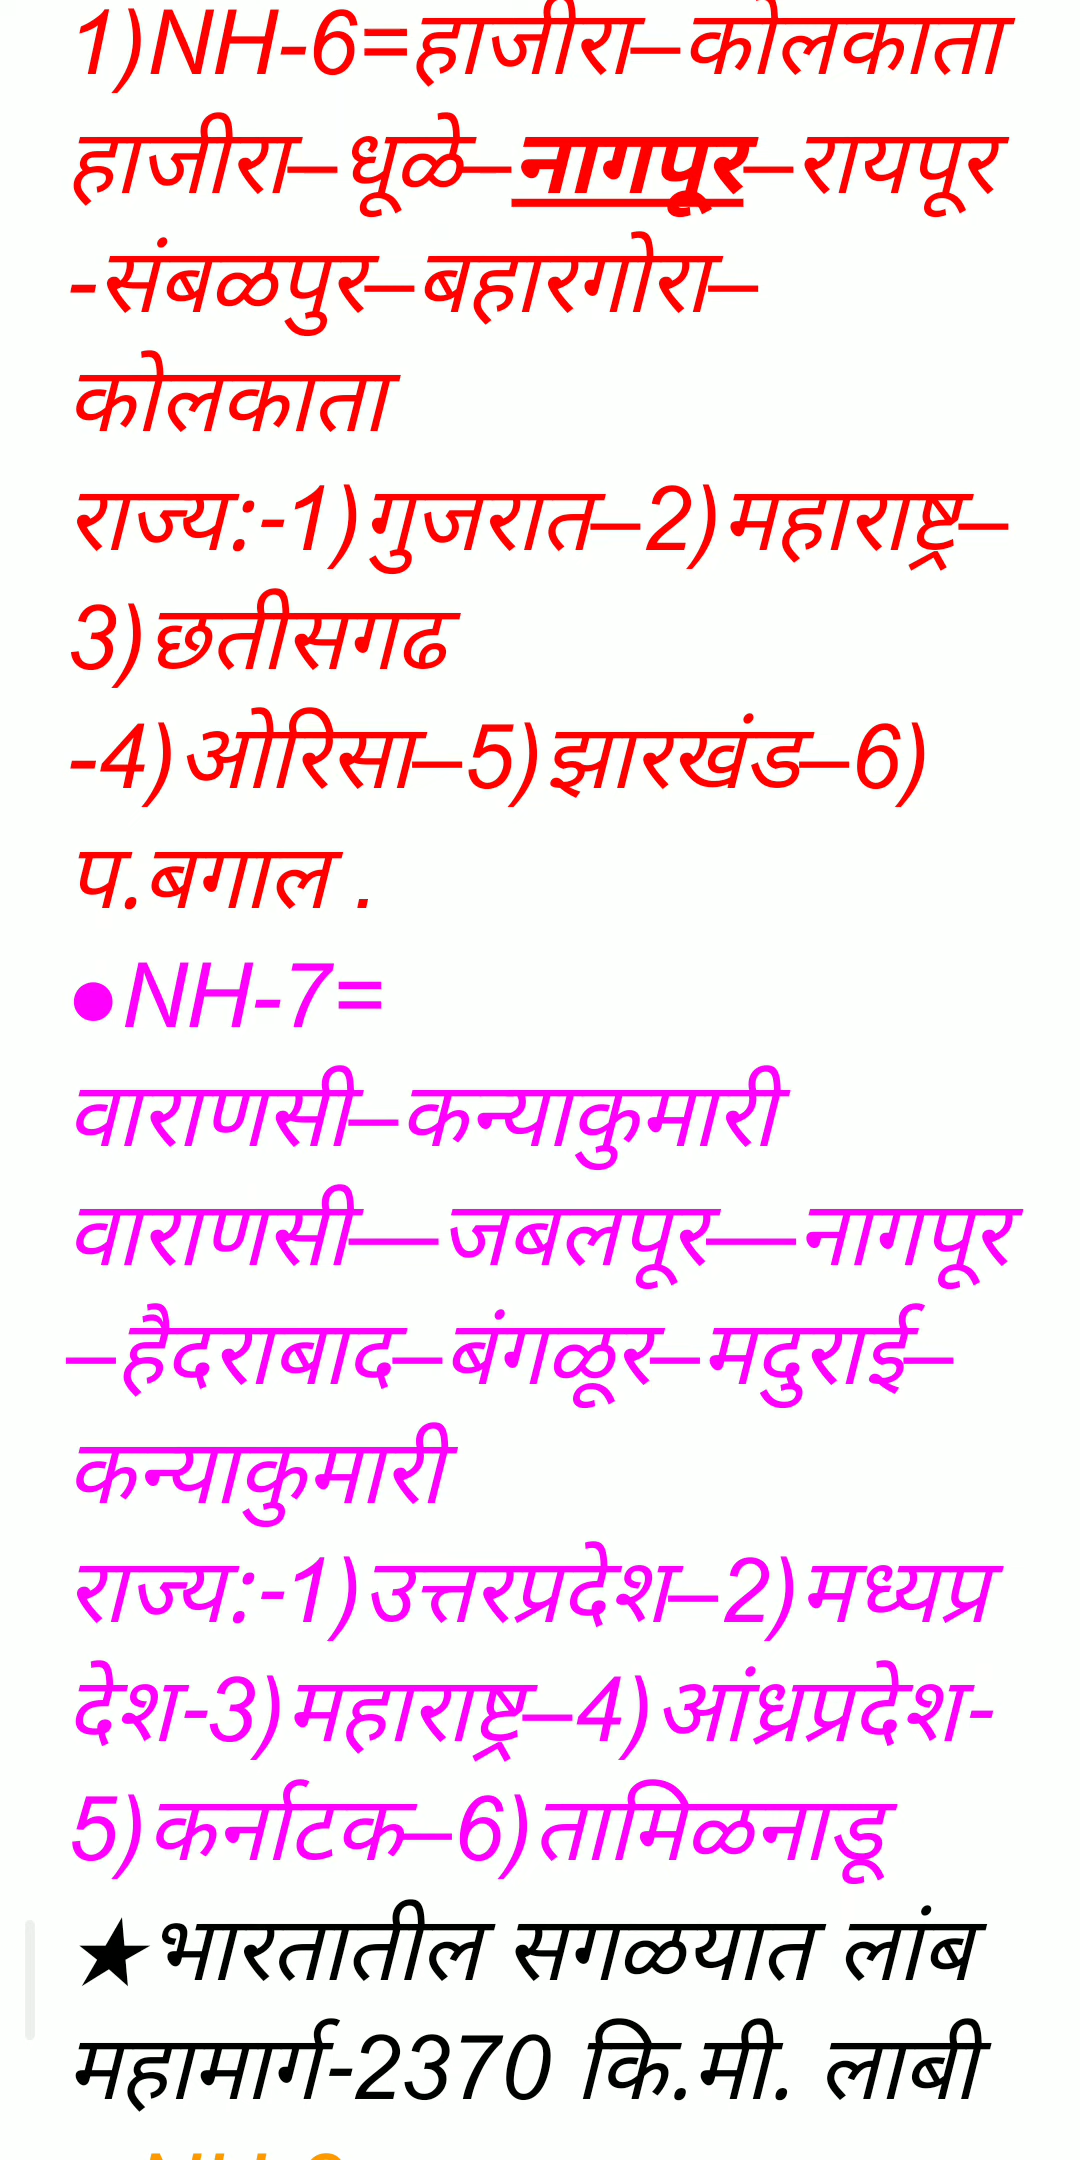 1)NH-6=हाजीरा–कोलकाता
हाजीरा–धूळे–नागपूर–रायपूर
-संबळपुर–बहारगोरा–
कोलकाता
राज्य:-1)गुजरात–2)महाराष्ट्र–
3)छतीसगढ
-4)ओरिसा–5)झारखंड–6)
प.बगाल .
●NH-7=
वाराणसी–कन्याकुमारी
वाराणसी—जबलपूर—नागपूर
–हैदराबाद–बंगळूर–मदुराई–
कन्याकुमारी
राज्य:-1)उत्तरप्रदेश–2)मध्यप्र
देश-3)महाराष्ट्र–4)आंध्रप्रदेश-
5)कर्नाटक–6)तामिळनाडू
★भारतातील सगळयात लांब
महामार्ग-2370 कि.मी. लाबी